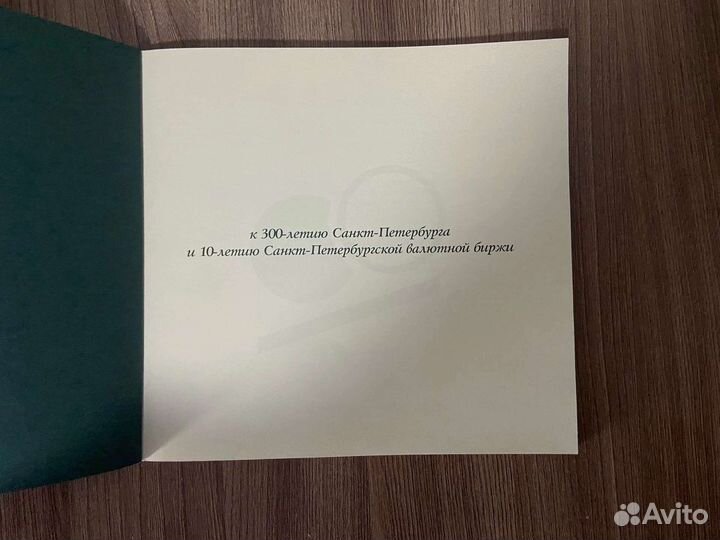 к 300-летию Санкт-Петербурга
и 10-летию Санкт-Петербургской валютной биржи
Avito